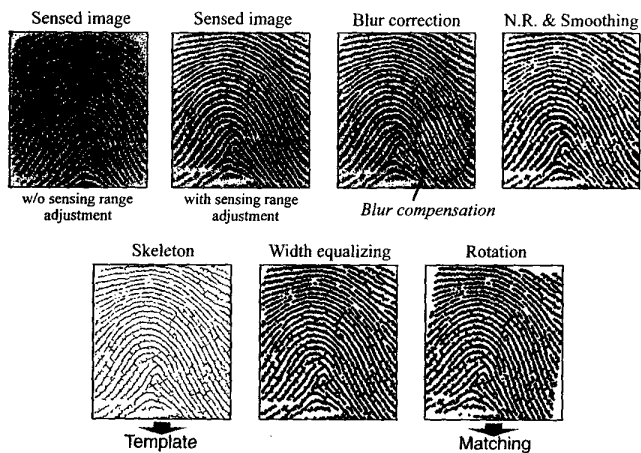 Sensed image
Sensed image
Blur correction
N.R. & Smoothing
w/o sensing range
adjustment
with sensing range
adjustment
Blur compensation
Skeleton
Width equalizing
Rotation
Template
Matching